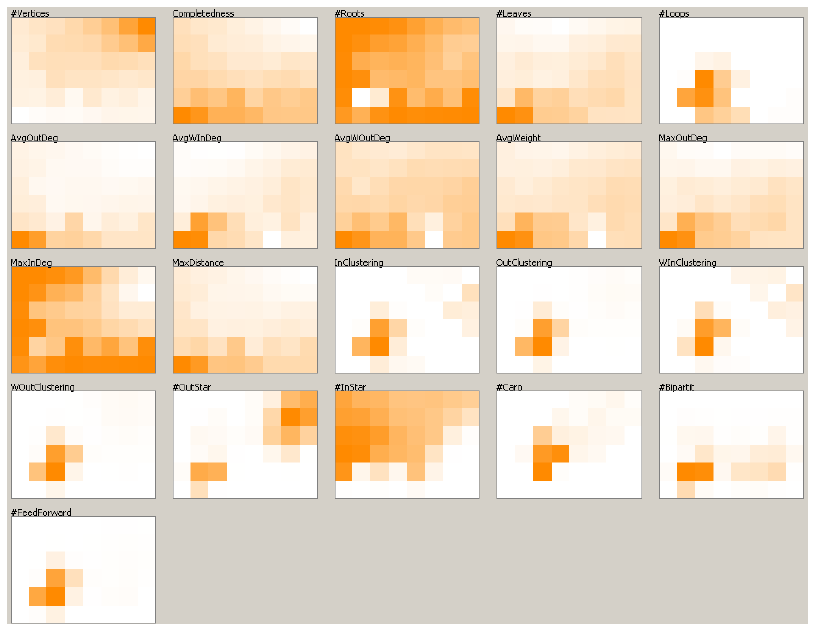 #Vertices Completedness #Roots #Leaves #Loops
AvgOutDeg AvgWInDeg AvgWOutDeg AvgWeight MaxOutDeg
MaxInDeg MaxDistance InClustering OutClustering WInClustering
WOutClustering #OutStar #InStar #Caro #Bipartit
#FeedForward